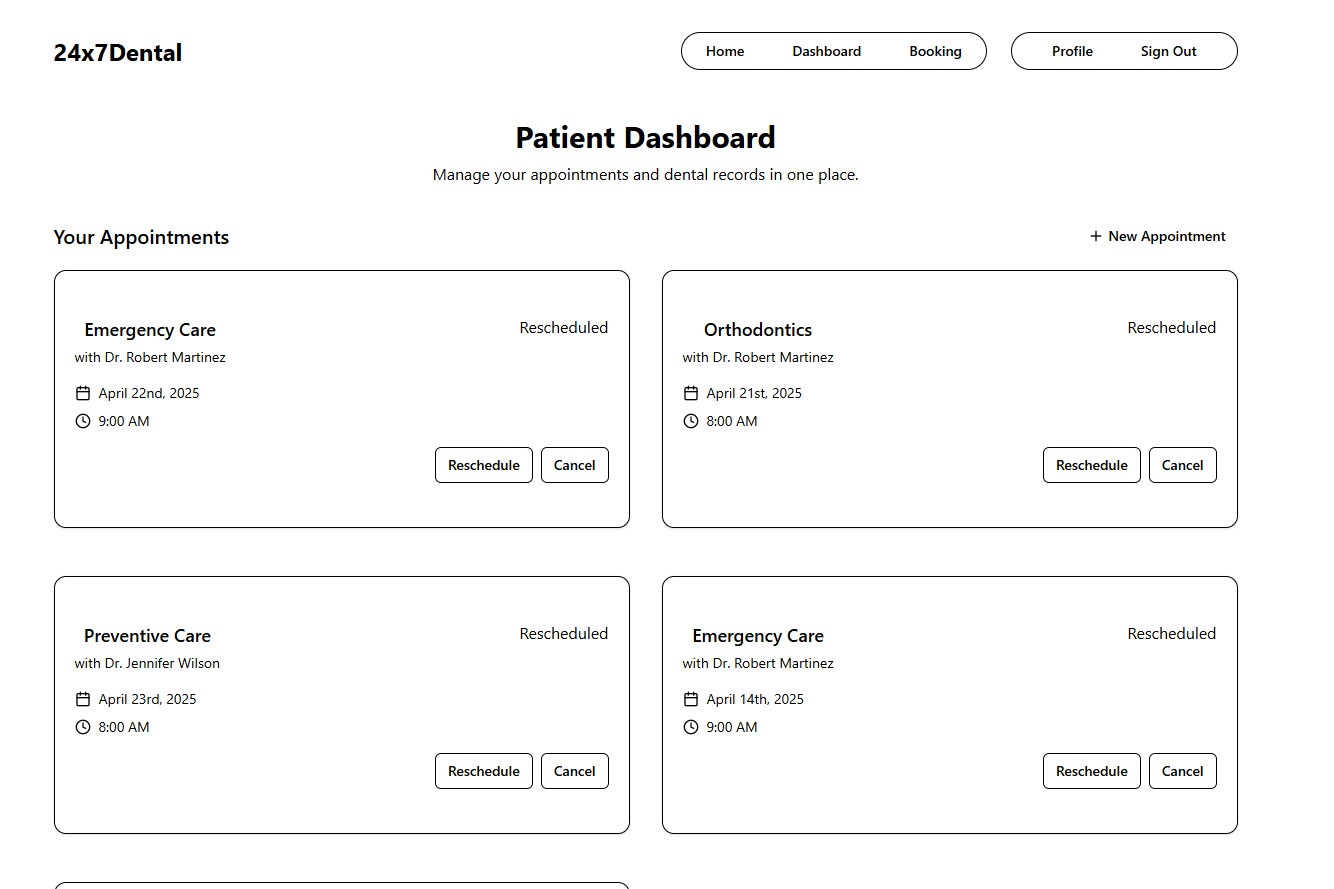 24x7Dental
Home Dashboard Booking Profile Sign Out
Patient Dashboard
Manage your appointments and dental records in one place.
Your Appointments
+ New Appointment
Emergency Care
Rescheduled
with Dr. Robert Martinez
April 22nd, 2025
9:00 AM
Reschedule Cancel
Orthodontics
Rescheduled
with Dr. Robert Martinez
April 21st, 2025
8:00 AM
Reschedule Cancel
Preventive Care
Rescheduled
with Dr. Jennifer Wilson
April 23rd, 2025
8:00 AM
Reschedule Cancel
Emergency Care
Rescheduled
with Dr. Robert Martinez
April 14th, 2025
9:00 AM
Reschedule Cancel